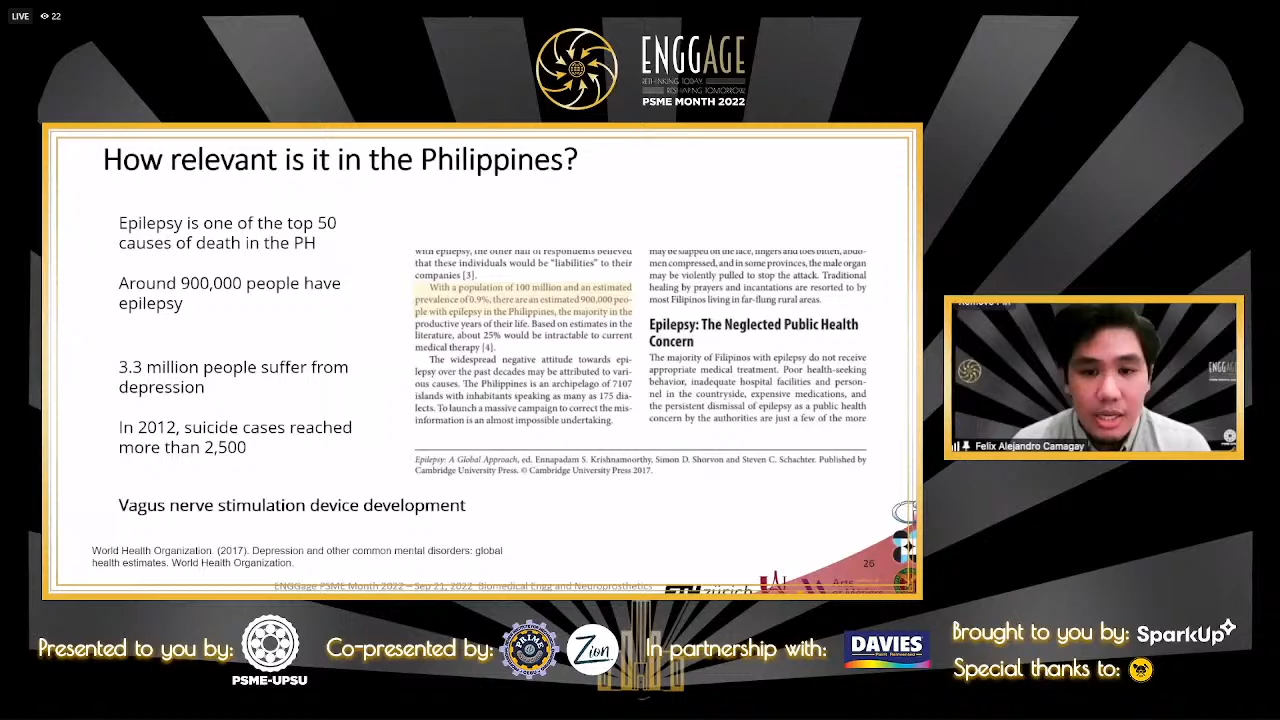 LIVE 22
ENGGAGE
RETHINKING TODAY,
RESHAPING TOMORROW
PSME MONTH 2022
How relevant is it in the Philippines?
Epilepsy is one of the top 50
causes of death in the PH
Around 900,000 people have
epilepsy
3.3 million people suffer from
depression
In 2012, suicide cases reached
more than 2,500
Vagus nerve stimulation device development
with epilepsy, the other half of respondents believed
that these individuals would be "liabilities" to their
companies [3].
With a population of 100 million and an estimated
prevalence of 0.9%, there are an estimated 900,000 peo-
ple with epilepsy in the Philippines, the majority in the
productive years of their life. Based on estimates in the
literature, about 25% would be intractable to current
medical therapy [4].
The widespread negative attitude towards epi-
lepsy over the past decades may be attributed to vari-
ous causes. The Philippines is an archipelago of 7107
islands with inhabitants speaking as many as 175 dia-
lects. To launch a massive campaign to correct the mis-
information is an almost impossible undertaking.
may be slapped on the face, fingers and toes bitten, abdo-
men compressed, and in some provinces, the male organ
may be violently pulled to stop the attack. Traditional
healing by prayers and incantations are resorted to by
most Filipinos living in far-flung rural areas.
Epilepsy: The Neglected Public Health
Concern
The majority of Filipinos with epilepsy do not receive
appropriate medical treatment. Poor health-seeking
behavior, inadequate hospital facilities and person-
nel in the countryside, expensive medications, and
the persistent dismissal of epilepsy as a public health
concern by the authorities are just a few of the more
Epilepsy: A Global Approach, ed. Ennapadam S. Krishnamoorthy, Simon D. Shorvon and Steven C. Schachter. Published by
Cambridge University Press. © Cambridge University Press 2017.
World Health Organization. (2017). Depression and other common mental disorders: global
health estimates. World Health Organization.
26
ENGGage PSME Month 2022 – Sep 21, 2022 Biomedical Engg and Neuroprosthetics
Felix Alejandro Camagay
Presented to you by:
PSME-UPSU
Co-presented by:
PRIME
Zion
In partnership with:
DAVIES
Paint Reinvented
Brought to you by: SparkUp
Special thanks to: